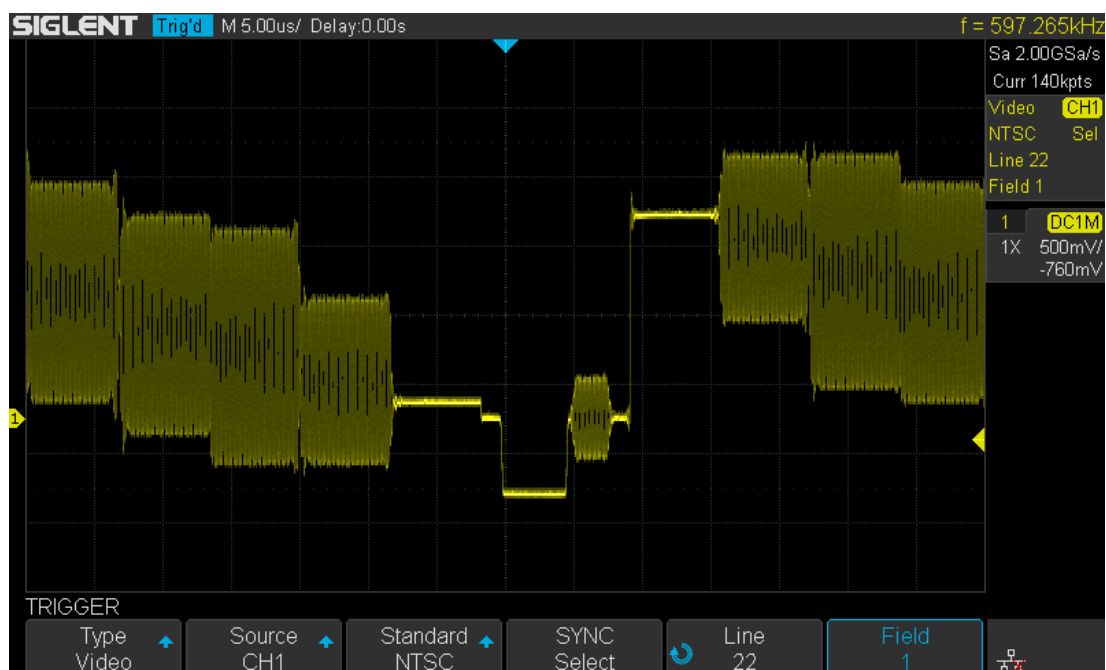 SIGLENT Trig'd M 5.00us/ Delay:0.00s f = 597.265kHz
Sa 2.00GSa/s
Curr 140kpts
Video CH1
NTSC Sel
Line 22
Field 1
1 DC1M
1X 500mV/
-760mV
1
TRIGGER
Type Source Standard SYNC Line Field
Video CH1 NTSC Select 22 1